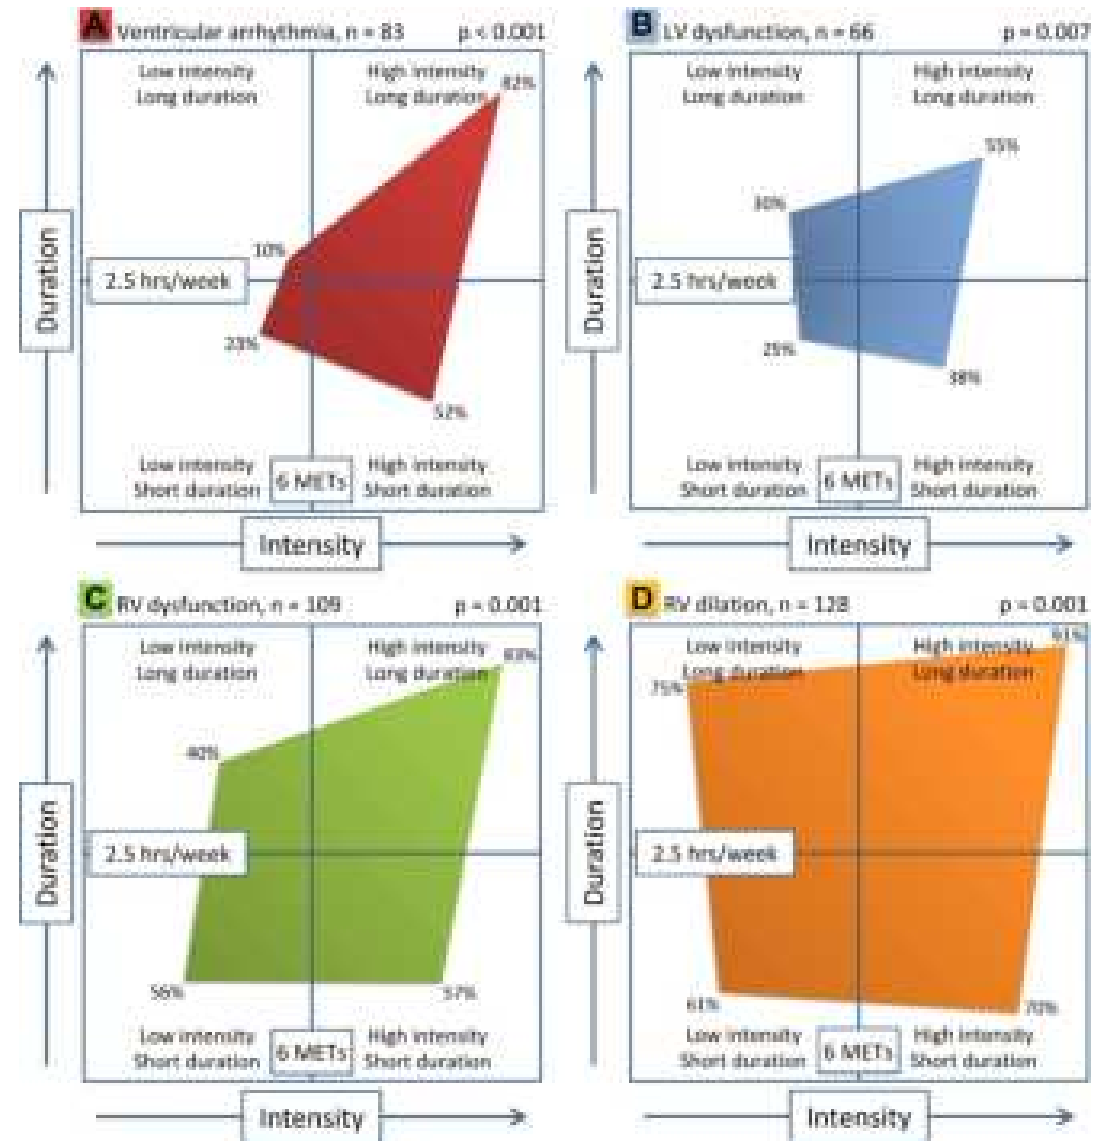 A Ventricular arrhythmia, n = 83 p < 0.001
Low intensity
Long duration
High intensity
Long duration
82%
10%
2.5 hrs/week
23%
52%
Low intensity
Short duration
6 METs
High intensity
Short duration
Duration
Intensity
B LV dysfunction, n = 66 p = 0.007
Low intensity
Long duration
High intensity
Long duration
55%
30%
2.5 hrs/week
25%
38%
Low intensity
Short duration
6 METs
High intensity
Short duration
Duration
Intensity
C RV dysfunction, n = 109 p = 0.001
Low intensity
Long duration
High intensity
Long duration
83%
40%
2.5 hrs/week
56%
57%
Low intensity
Short duration
6 METs
High intensity
Short duration
Duration
Intensity
D RV dilation, n = 128 p = 0.001
Low intensity
Long duration
High intensity
Long duration
91%
75%
2.5 hrs/week
61%
70%
Low intensity
Short duration
6 METs
High intensity
Short duration
Duration
Intensity